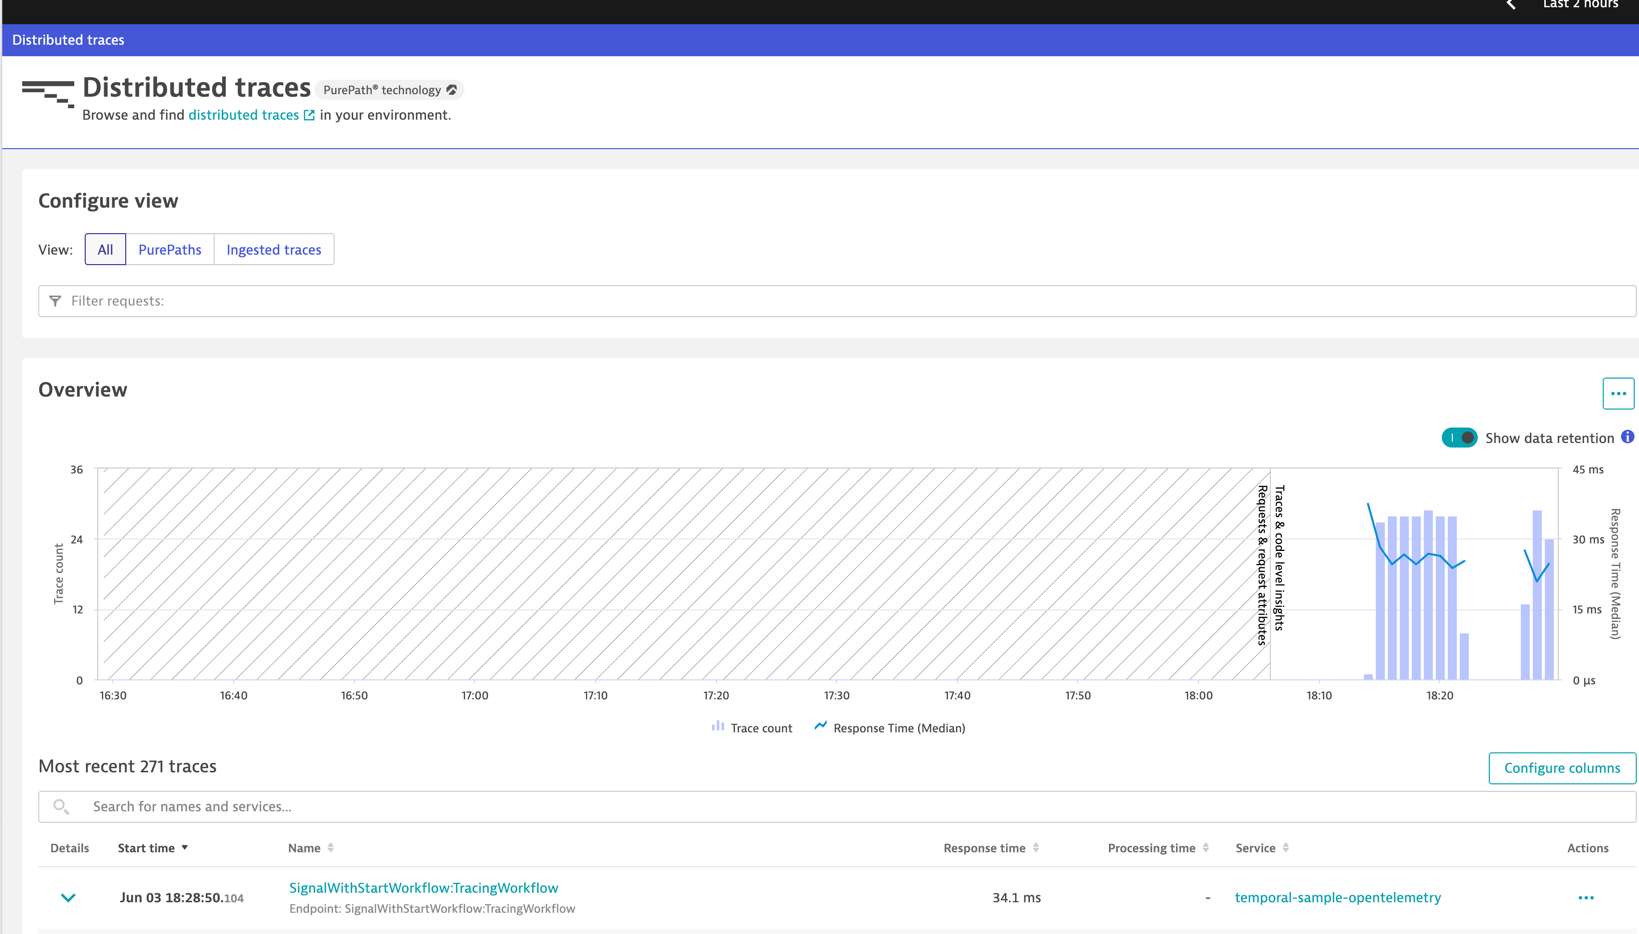 Last 2 hours
Distributed traces
Distributed traces PurePath® technology
Browse and find distributed traces in your environment.
Configure view
View: All PurePaths Ingested traces
Filter requests:
Overview
Show data retention
36
24
12
0
Trace count
45 ms
30 ms
15 ms
0 µs
Response Time (Median)
Requests & request attributes
Traces & code level insights
16:30 16:40 16:50 17:00 17:10 17:20 17:30 17:40 17:50 18:00 18:10 18:20
Trace count Response Time (Median)
Most recent 271 traces
Configure columns
Search for names and services...
Details Start time Name Response time Processing time Service Actions
Jun 03 18:28:50.104 SignalWithStartWorkflow:TracingWorkflow 34.1 ms - temporal-sample-opentelemetry ...
Endpoint: SignalWithStartWorkflow:TracingWorkflow